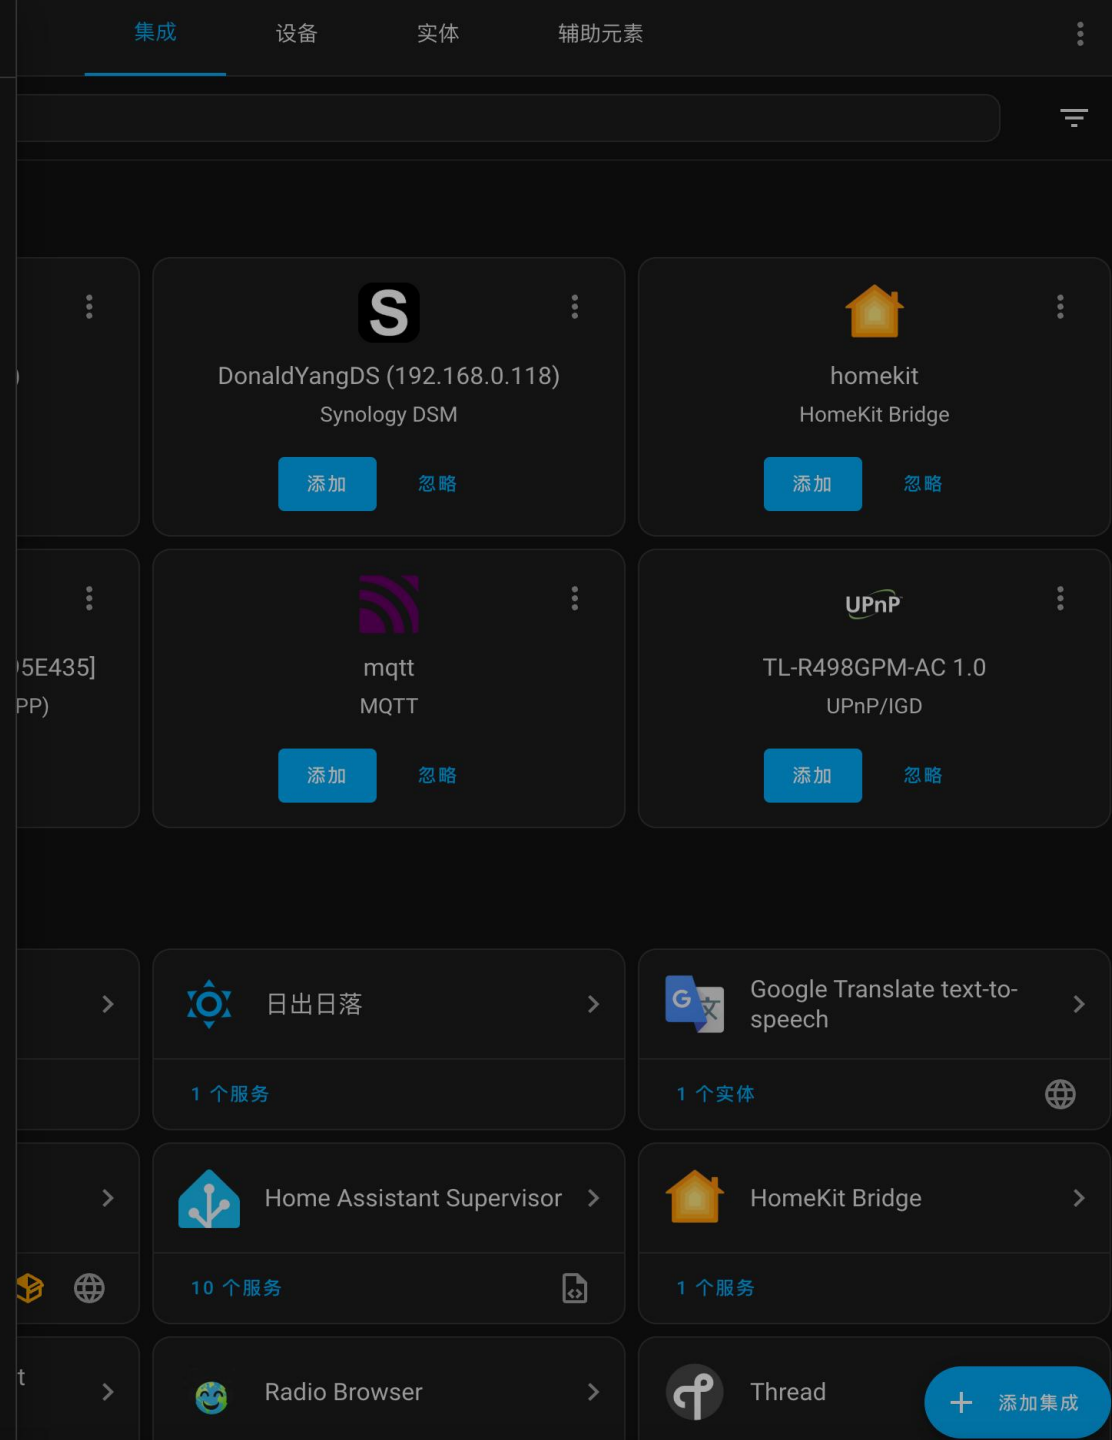 集成 设备 实体 辅助元素
S
DonaldYangDS (192.168.0.118)
Synology DSM
添加 忽略
homekit
HomeKit Bridge
添加 忽略
)
5E435]
PP)
mqtt
MQTT
添加 忽略
UPnP
TL-R498GPM-AC 1.0
UPnP/IGD
添加 忽略
日出日落
1 个服务
G 文
Google Translate text-to-
speech
1 个实体
Home Assistant Supervisor
10 个服务
HomeKit Bridge
1 个服务
t
Radio Browser
Thread
添加集成